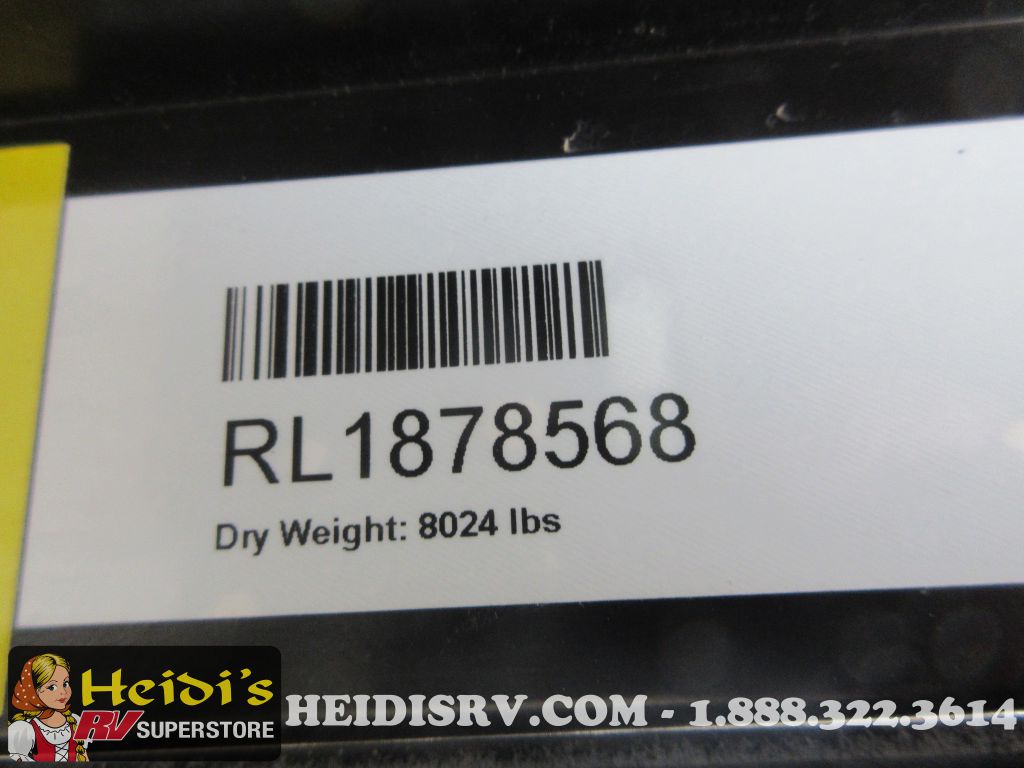 RL1878568
Dry Weight: 8024 lbs
Heidi's
RV SUPERSTORE
HEIDISRV.COM - 1.888.322.3614